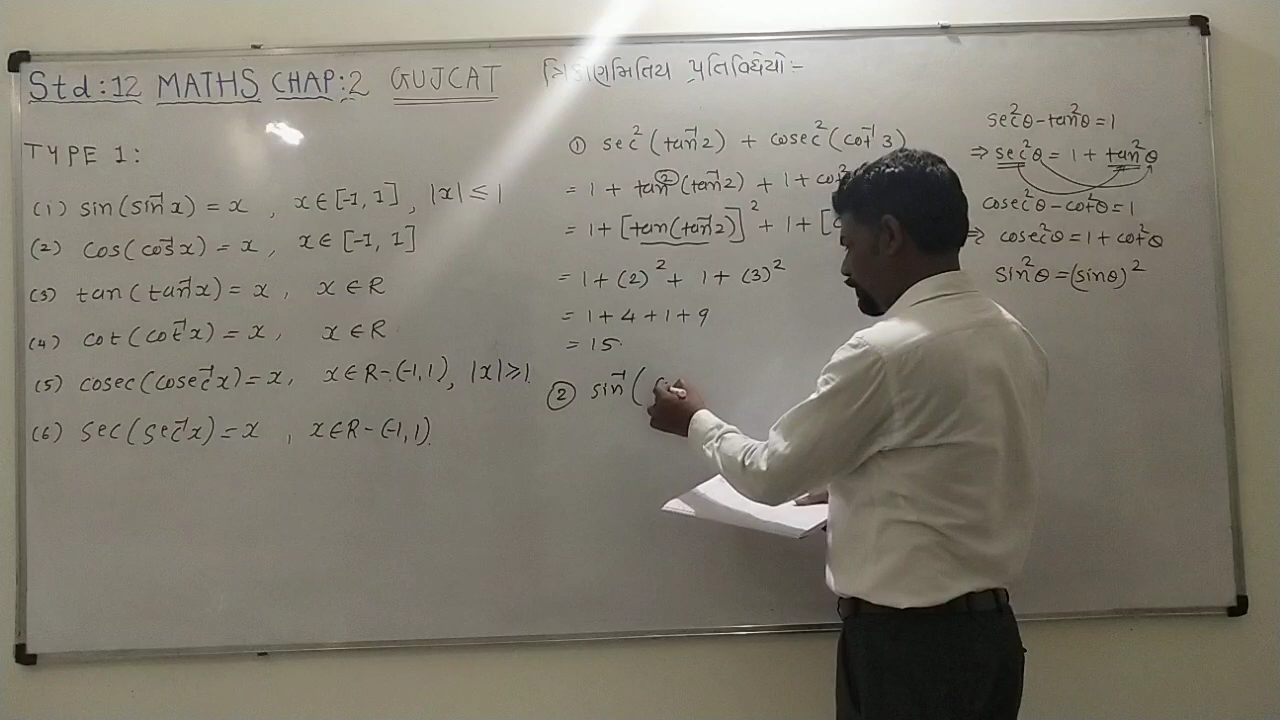 Std:12 MATHS CHAP:2 GUJCAT ત્રિકોણમિતિય પ્રતિવિધેયો:-
TYPE 1:
(1) sin(sin⁻¹x) = x , x∈[-1, 1] , |x| ≤ 1
(2) cos(cos⁻¹x) = x , x∈[-1, 1]
(3) tan(tan⁻¹x) = x , x∈R
(4) cot(cot⁻¹x) = x , x∈R
(5) cosec(cosec⁻¹x) = x, x∈R-(-1,1), |x|≥1.
(6) sec(sec⁻¹x) = x , x∈R-(-1,1).
① sec²(tan⁻¹2) + cosec²(cot⁻¹3)
= 1 + tan²(tan⁻¹2) + 1 + cot²
= 1 + [tan(tan⁻¹2)]² + 1 + [
= 1 + (2)² + 1 + (3)²
= 1 + 4 + 1 + 9
= 15.
② sin⁻¹(
sec²θ - tan²θ = 1
⇒ sec²θ = 1 + tan²θ
cosec²θ - cot²θ = 1
⇒ cosec²θ = 1 + cot²θ
sin²θ = (sinθ)²